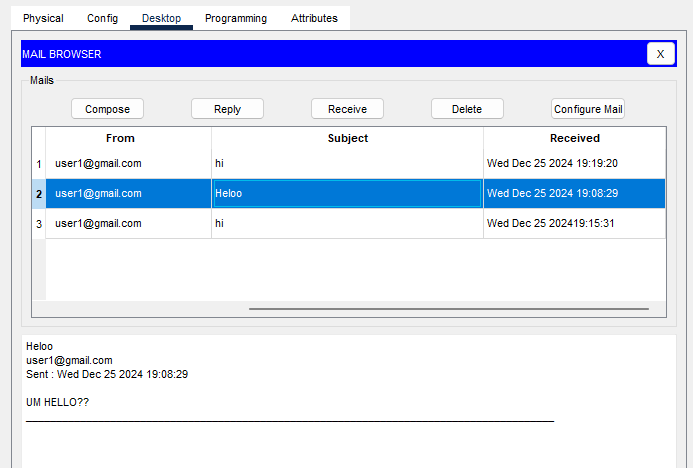 Physical Config Desktop Programming Attributes
MAIL BROWSER X
Mails
Compose Reply Receive Delete Configure Mail
From Subject Received
1 user1@gmail.com hi Wed Dec 25 2024 19:19:20
2 user1@gmail.com Heloo Wed Dec 25 2024 19:08:29
3 user1@gmail.com hi Wed Dec 25 202419:15:31
Heloo
user1@gmail.com
Sent : Wed Dec 25 2024 19:08:29
UM HELLO??